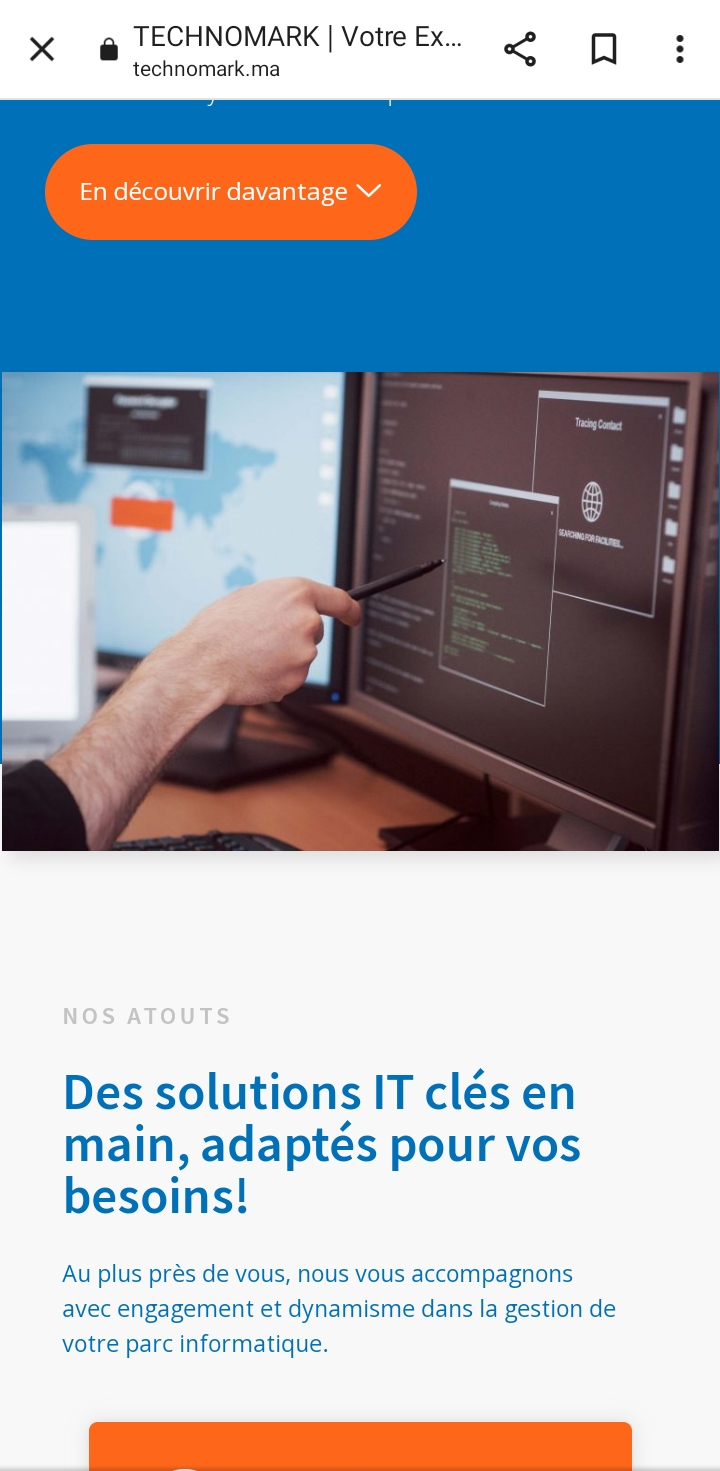 TECHNOMARK | Votre Ex...
technomark.ma
En découvrir davantage
Tracing Contact
SEARCHING FOR FACILITIES...
NOS ATOUTS
Des solutions IT clés en
main, adaptés pour vos
besoins!
Au plus près de vous, nous vous accompagnons
avec engagement et dynamisme dans la gestion de
votre parc informatique.